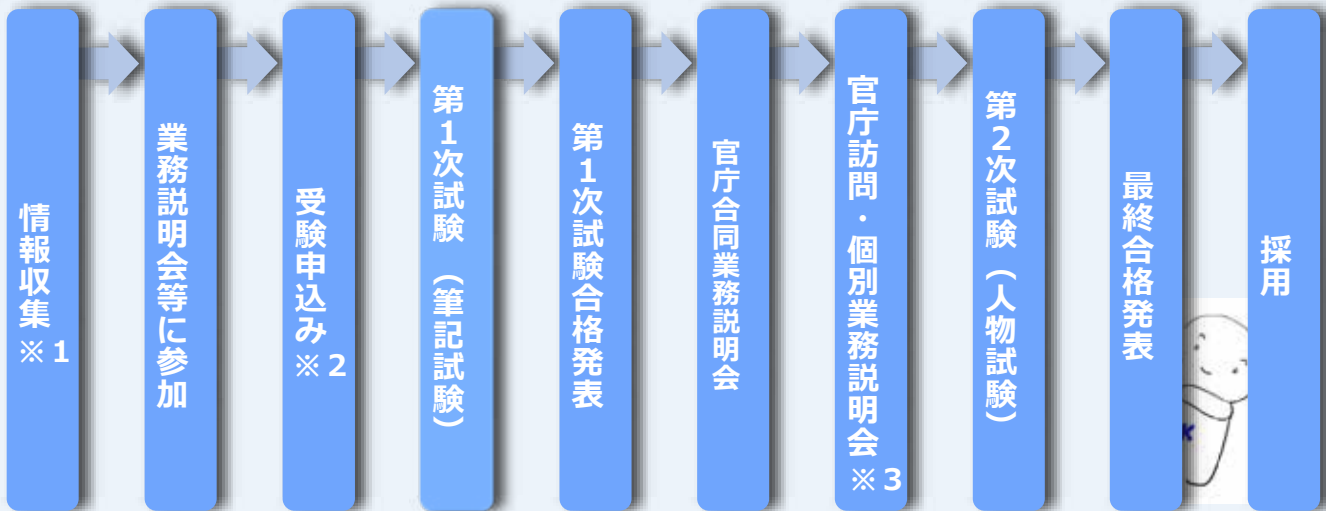 情報収集※1
業務説明会等に参加
受験申込み※2
第1次試験（筆記試験）
第1次試験合格発表
官庁合同業務説明会
官庁訪問・個別業務説明会※3
第2次試験（人物試験）
最終合格発表
採用
K